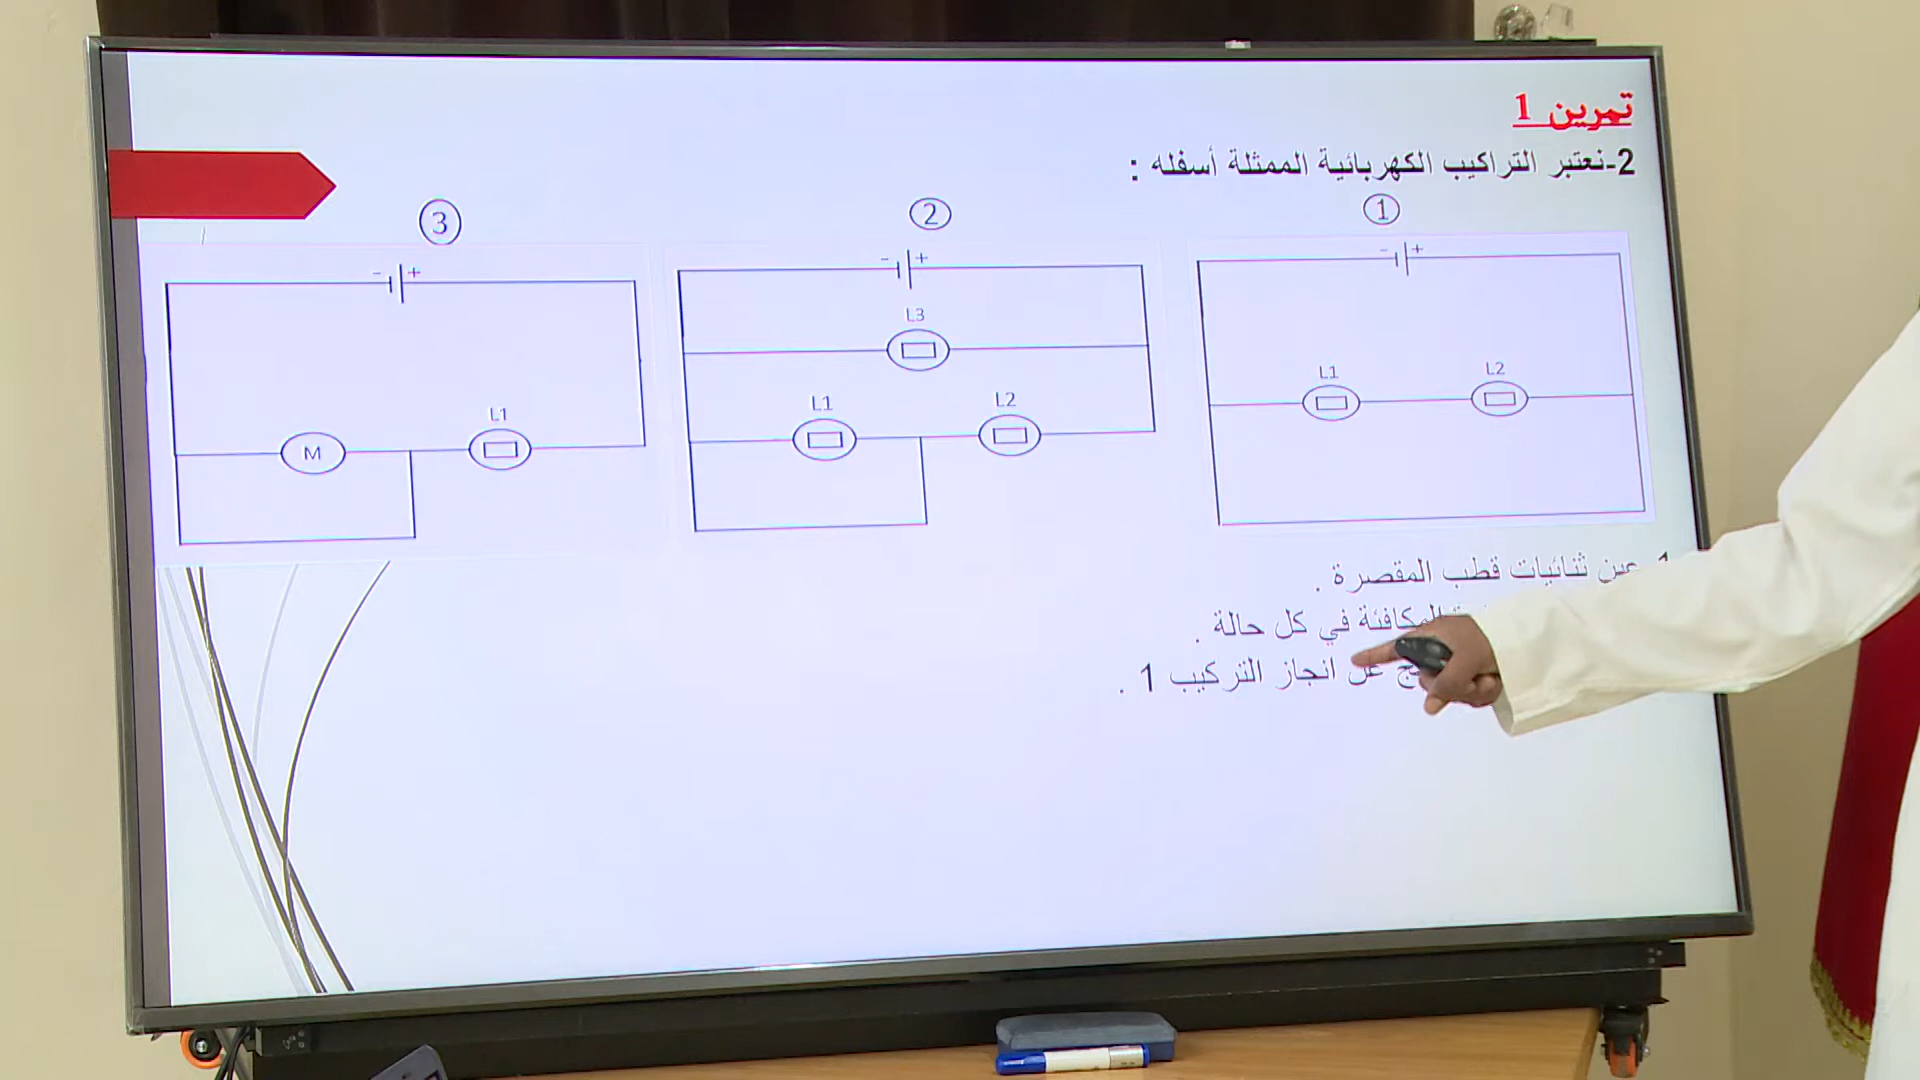 تمرين 1
2-نعتبر التراكيب الكهربائية الممثلة أسفله :
1
- +
L1
L2
2
- +
L3
L1
L2
3
- +
L1
M
عين ثنائيات قطب المقصرة .
المكافئة في كل حالة .
عن انجاز التركيب 1 .